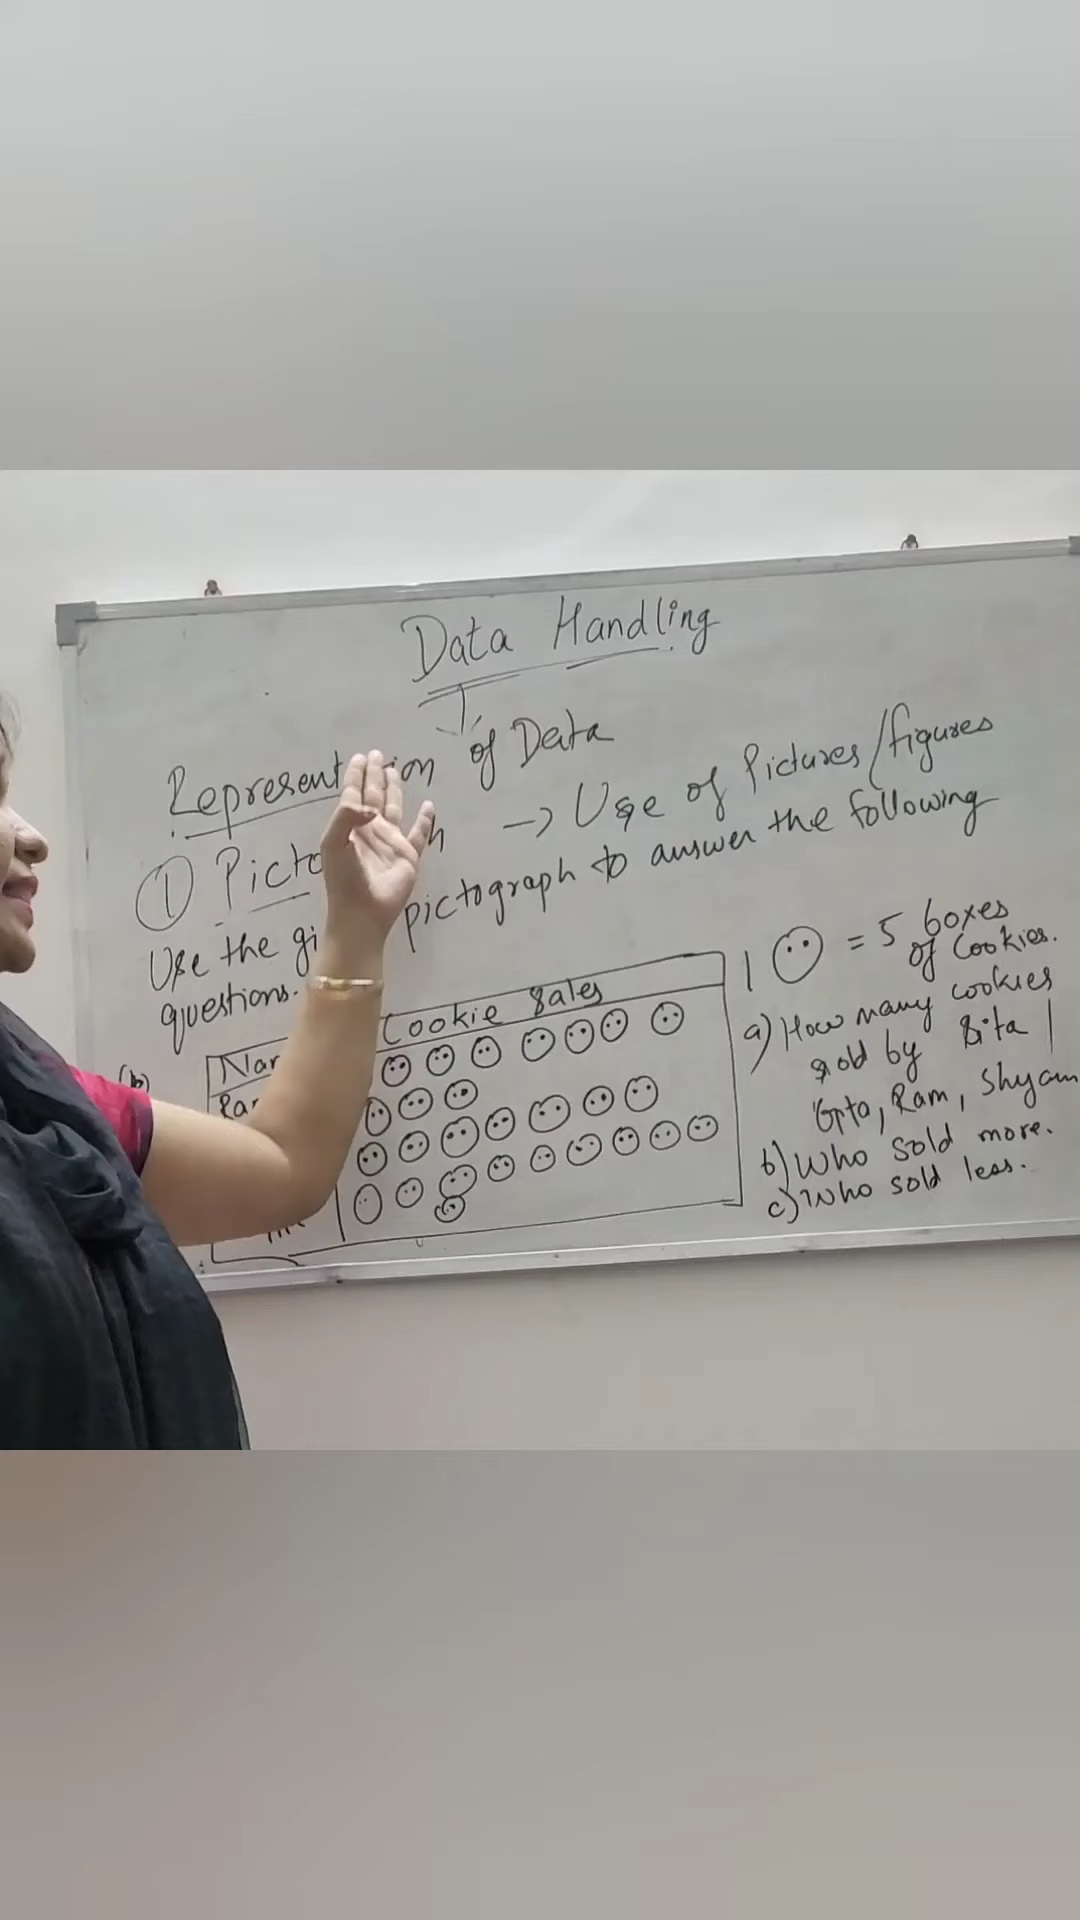 Data Handling
of Data
→ Use of Pictures/figures
① Picto
Use the pictograph to answer the following
questions.
1 = 5 boxes
of Cookies.
Cookie Sales
a) How many cookies
sold by Sita
Gita, Ram, Shyam
b) Who sold more.
c) Who sold less.